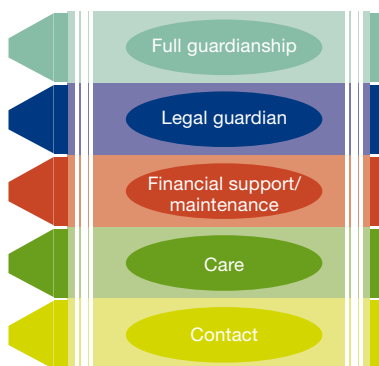 Full guardianship
Legal guardian
Financial support/
maintenance
Care
Contact